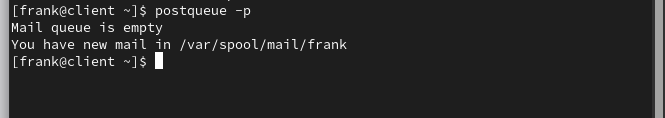 [frank@client ~]$ postqueue -p
Mail queue is empty
You have new mail in /var/spool/mail/frank
[frank@client ~]$